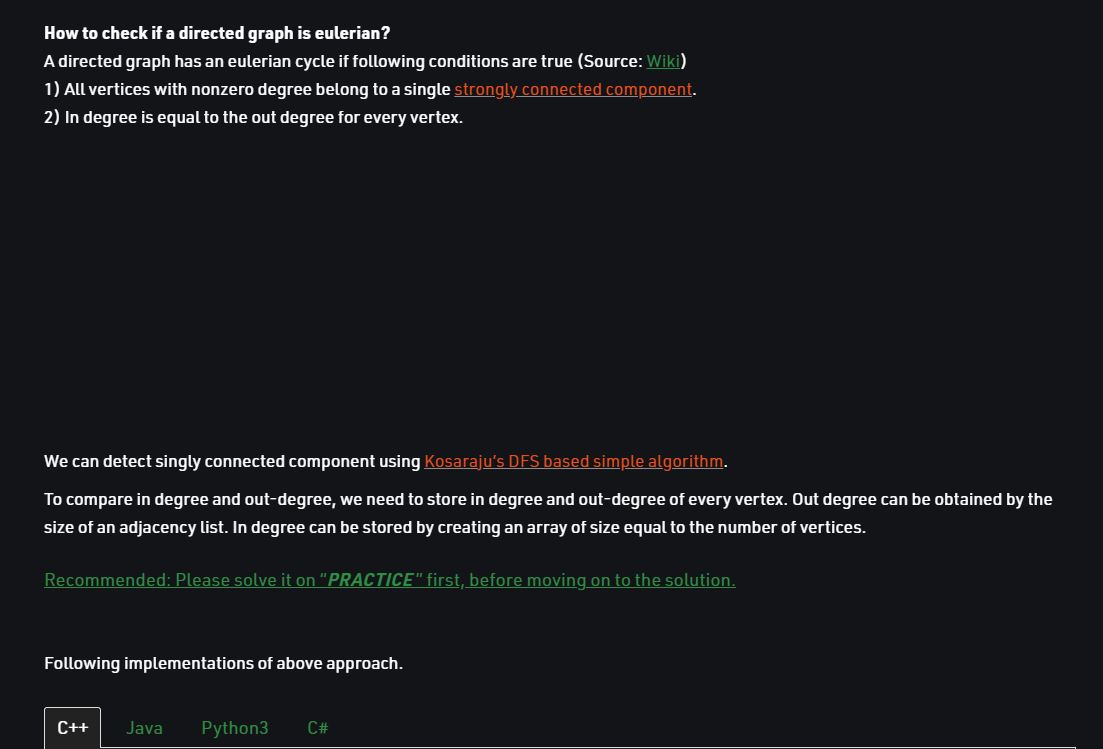 How to check if a directed graph is eulerian?
A directed graph has an eulerian cycle if following conditions are true (Source: Wiki)
1) All vertices with nonzero degree belong to a single strongly connected component.
2) In degree is equal to the out degree for every vertex.
We can detect singly connected component using Kosaraju's DFS based simple algorithm.
To compare in degree and out-degree, we need to store in degree and out-degree of every vertex. Out degree can be obtained by the
size of an adjacency list. In degree can be stored by creating an array of size equal to the number of vertices.
Recommended: Please solve it on "PRACTICE" first, before moving on to the solution.
Following implementations of above approach.
C++ Java Python3 C#